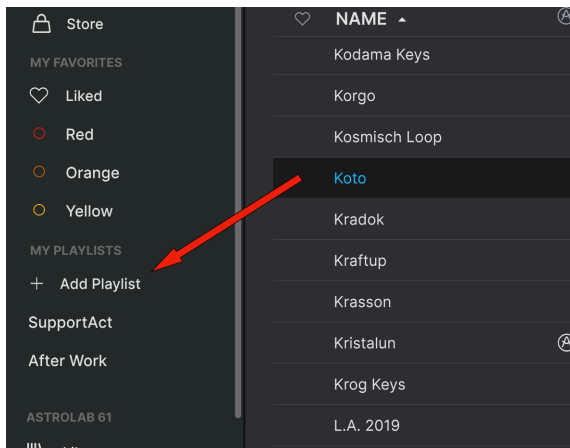 Store
MY FAVORITES
Liked
Red
Orange
Yellow
MY PLAYLISTS
+ Add Playlist
SupportAct
After Work
ASTROLAB 61
NAME
Kodama Keys
Korgo
Kosmisch Loop
Koto
Kradok
Kraftup
Krasson
Kristalun
Krog Keys
L.A. 2019